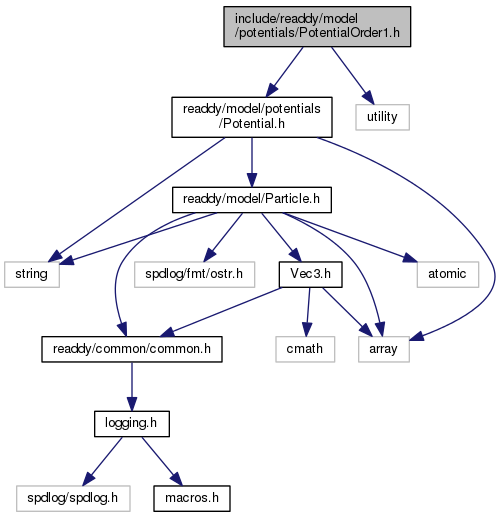 include/readdy/model
/potentials/PotentialOrder1.h
readdy/model/potentials
/Potential.h
utility
readdy/model/Particle.h
string
spdlog/fmt/ostr.h
Vec3.h
atomic
readdy/common/common.h
cmath
array
logging.h
spdlog/spdlog.h
macros.h